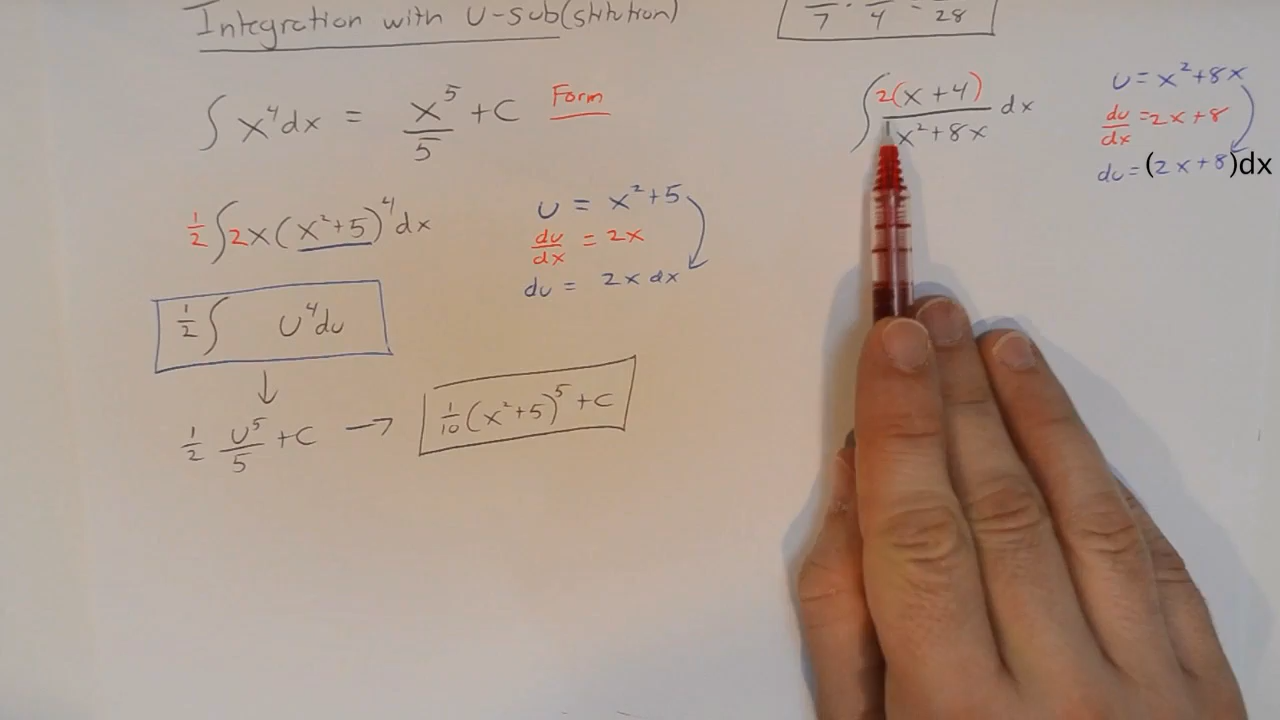 Integration with U-Sub(stitution)
∫ x⁴dx = x⁵/5 + C Form
1/2 ∫ 2x(x²+5)⁴dx
u = x²+5
du/dx = 2x
du = 2x dx
1/2 ∫ u⁴du
1/2 u⁵/5 + C → 1/10(x²+5)⁵ + C
7 · 4 = 28
∫ 2(x+4)/x²+8x dx
u = x²+8x
du/dx = 2x+8
du = (2x+8)dx